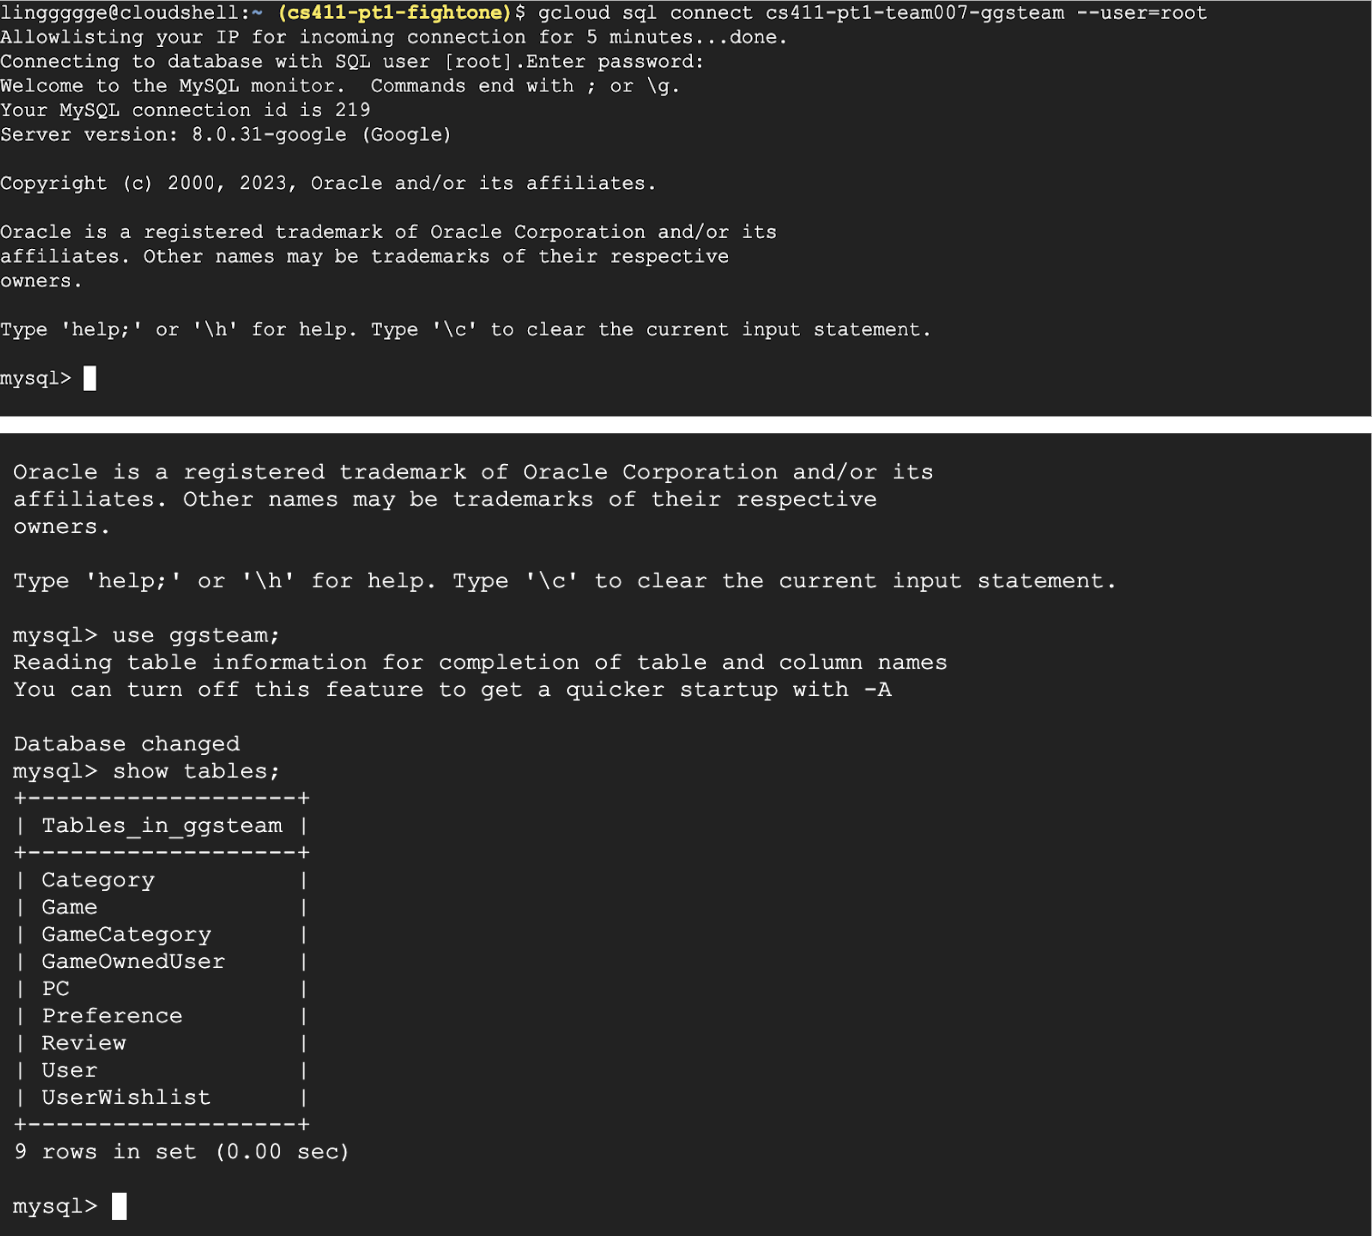 linggggge@cloudshell:~ (cs411-pt1-fightone)$ gcloud sql connect cs411-pt1-team007-ggsteam --user=root
Allowlisting your IP for incoming connection for 5 minutes...done.
Connecting to database with SQL user [root].Enter password:
Welcome to the MySQL monitor.  Commands end with ; or \g.
Your MySQL connection id is 219
Server version: 8.0.31-google (Google)
Copyright (c) 2000, 2023, Oracle and/or its affiliates.
Oracle is a registered trademark of Oracle Corporation and/or its
affiliates. Other names may be trademarks of their respective
owners.
Type 'help;' or '\h' for help. Type '\c' to clear the current input statement.
mysql>
Oracle is a registered trademark of Oracle Corporation and/or its
affiliates. Other names may be trademarks of their respective
owners.
Type 'help;' or '\h' for help. Type '\c' to clear the current input statement.
mysql> use ggsteam;
Reading table information for completion of table and column names
You can turn off this feature to get a quicker startup with -A
Database changed
mysql> show tables;
+-------------------+
| Tables_in_ggsteam |
+-------------------+
| Category          |
| Game              |
| GameCategory      |
| GameOwnedUser     |
| PC                |
| Preference        |
| Review            |
| User              |
| UserWishlist      |
+-------------------+
9 rows in set (0.00 sec)
mysql>